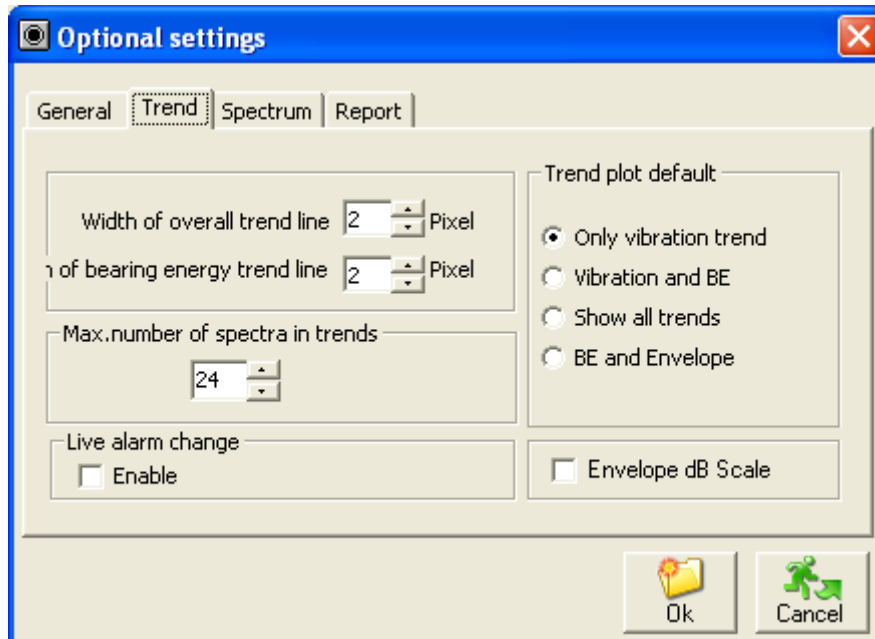 Optional settings
General Trend Spectrum Report
Width of overall trend line 2 Pixel
of bearing energy trend line 2 Pixel
Max.number of spectra in trends
24
Live alarm change
Enable
Trend plot default
Only vibration trend
Vibration and BE
Show all trends
BE and Envelope
Envelope dB Scale
Ok
Cancel